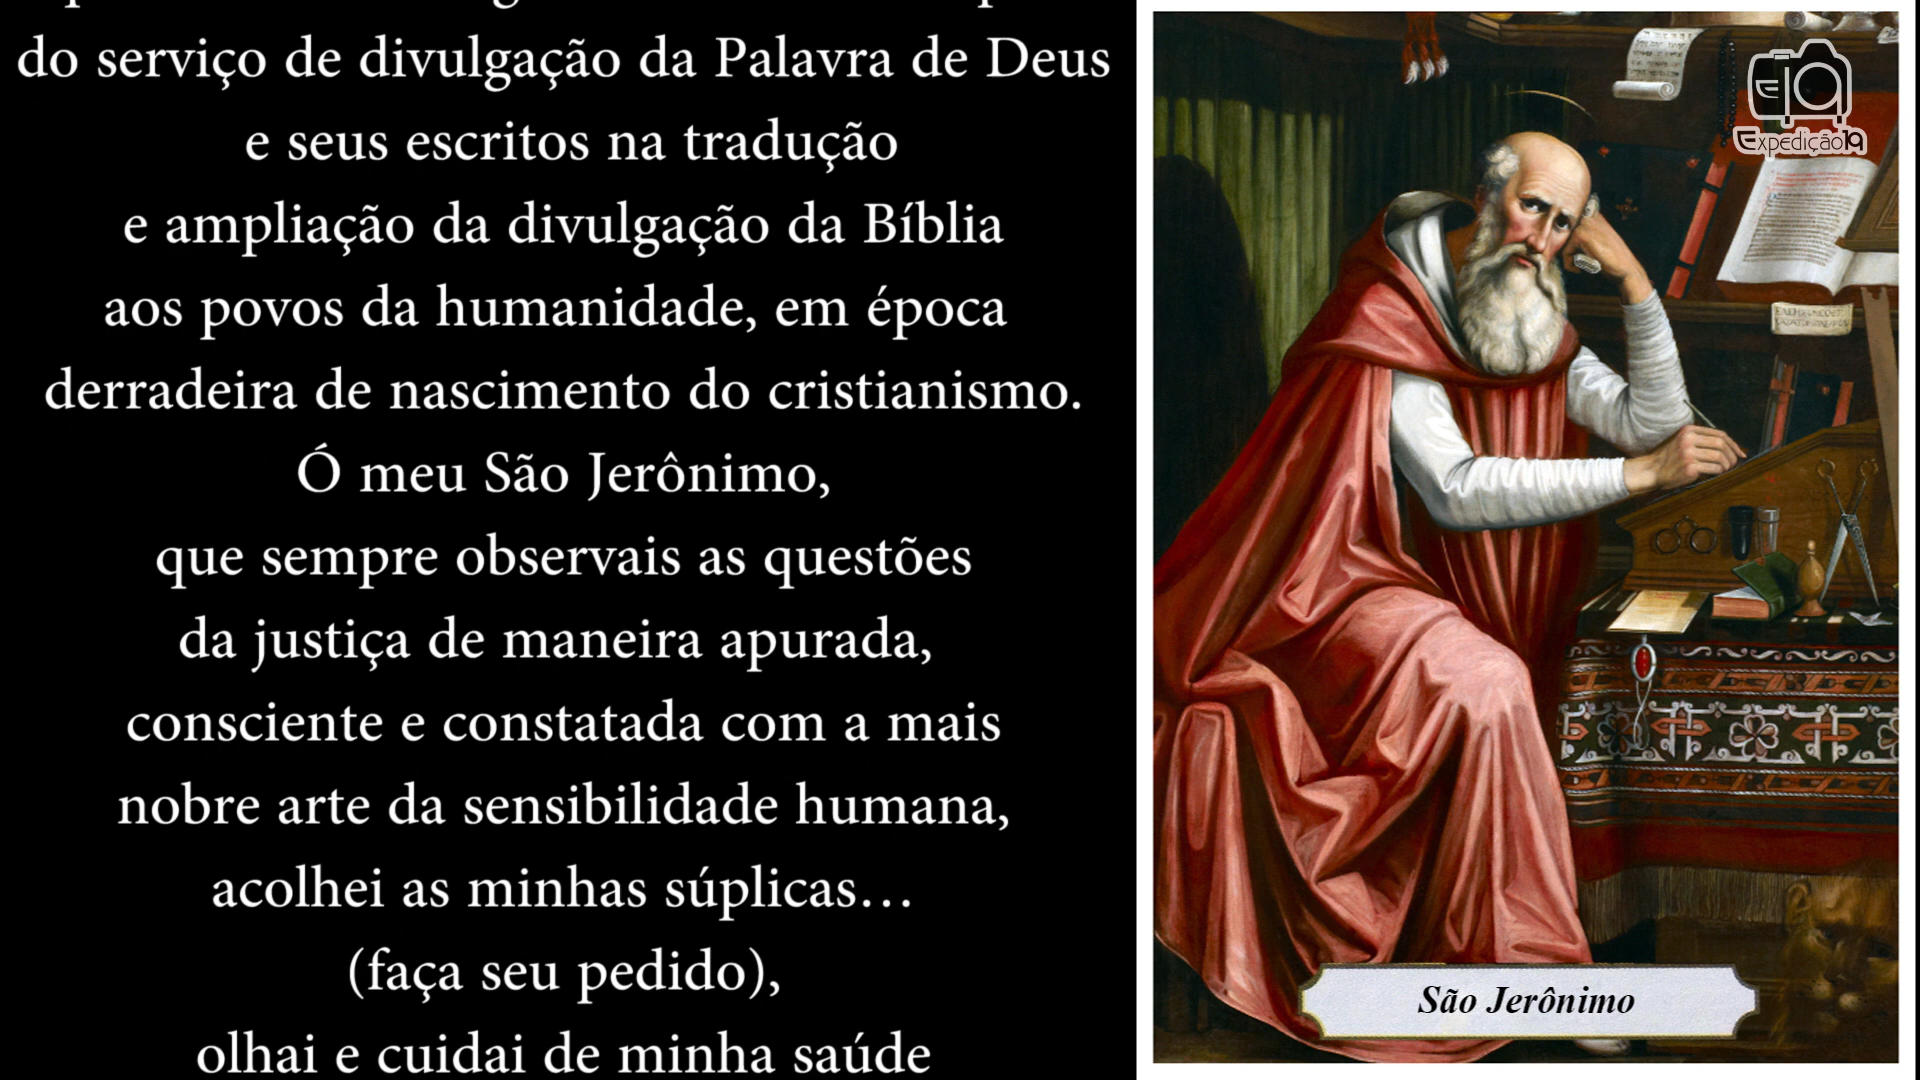 do serviço de divulgação da Palavra de Deus
e seus escritos na tradução
e ampliação da divulgação da Bíblia
aos povos da humanidade, em época
derradeira de nascimento do cristianismo.
Ó meu São Jerônimo,
que sempre observais as questões
da justiça de maneira apurada,
consciente e constatada com a mais
nobre arte da sensibilidade humana,
acolhei as minhas súplicas…
(faça seu pedido),
olhai e cuidai de minha saúde
Expedição19
São Jerônimo